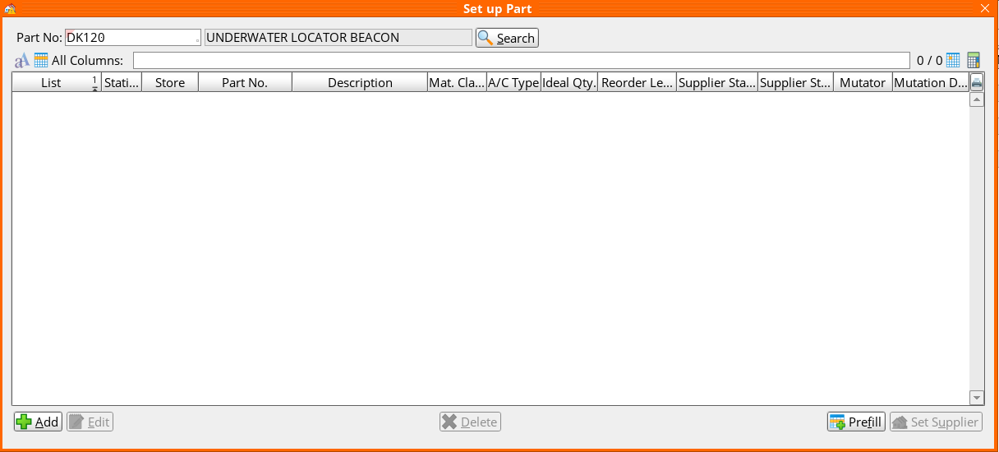 Set up Part
Part No: DK120 UNDERWATER LOCATOR BEACON Search
aA All Columns: 0 / 0
List 1 Stati... Store Part No. Description Mat. Cla... A/C Type Ideal Qty. Reorder Le... Supplier Sta... Supplier St... Mutator Mutation D...
Add Edit Delete Prefill Set Supplier